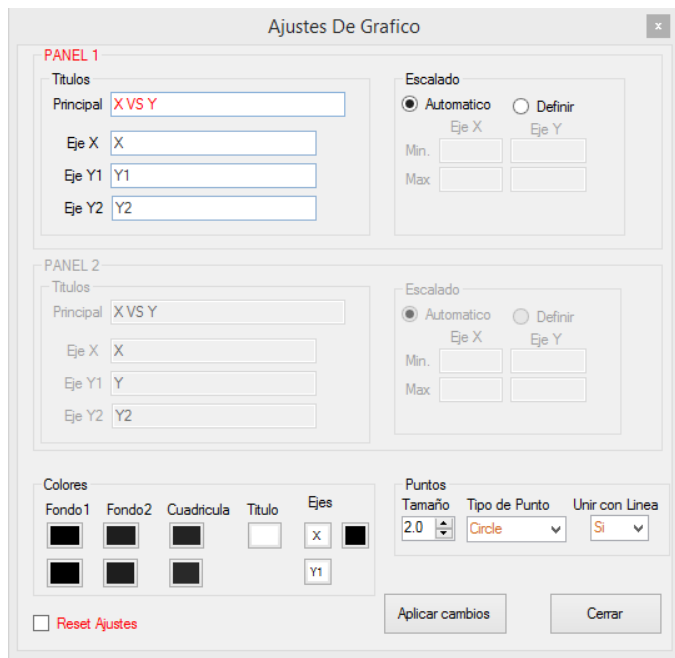 Ajustes De Grafico
x
PANEL 1
Titulos
Principal X VS Y
Eje X X
Eje Y1 Y1
Eje Y2 Y2
Escalado
Automatico Definir
Eje X Eje Y
Min.
Max
PANEL 2
Titulos
Principal X VS Y
Eje X X
Eje Y1 Y
Eje Y2 Y2
Escalado
Automatico Definir
Eje X Eje Y
Min.
Max
Colores
Fondo1 Fondo2 Cuadricula Titulo Ejes
X
Y1
Puntos
Tamaño Tipo de Punto Unir con Linea
2.0 Circle Si
Reset Ajustes
Aplicar cambios Cerrar